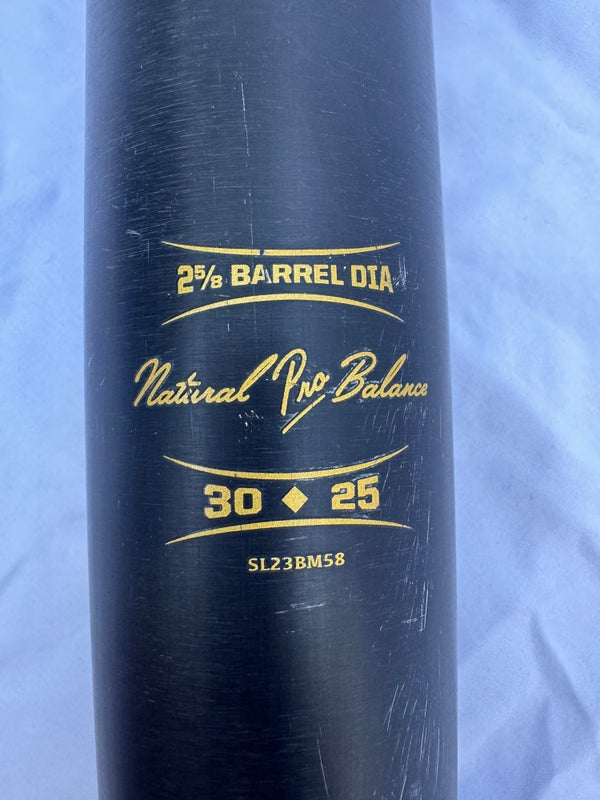 2⅝ BARREL DIA
Natural Pro Balance
30 ◆ 25
SL23BM58